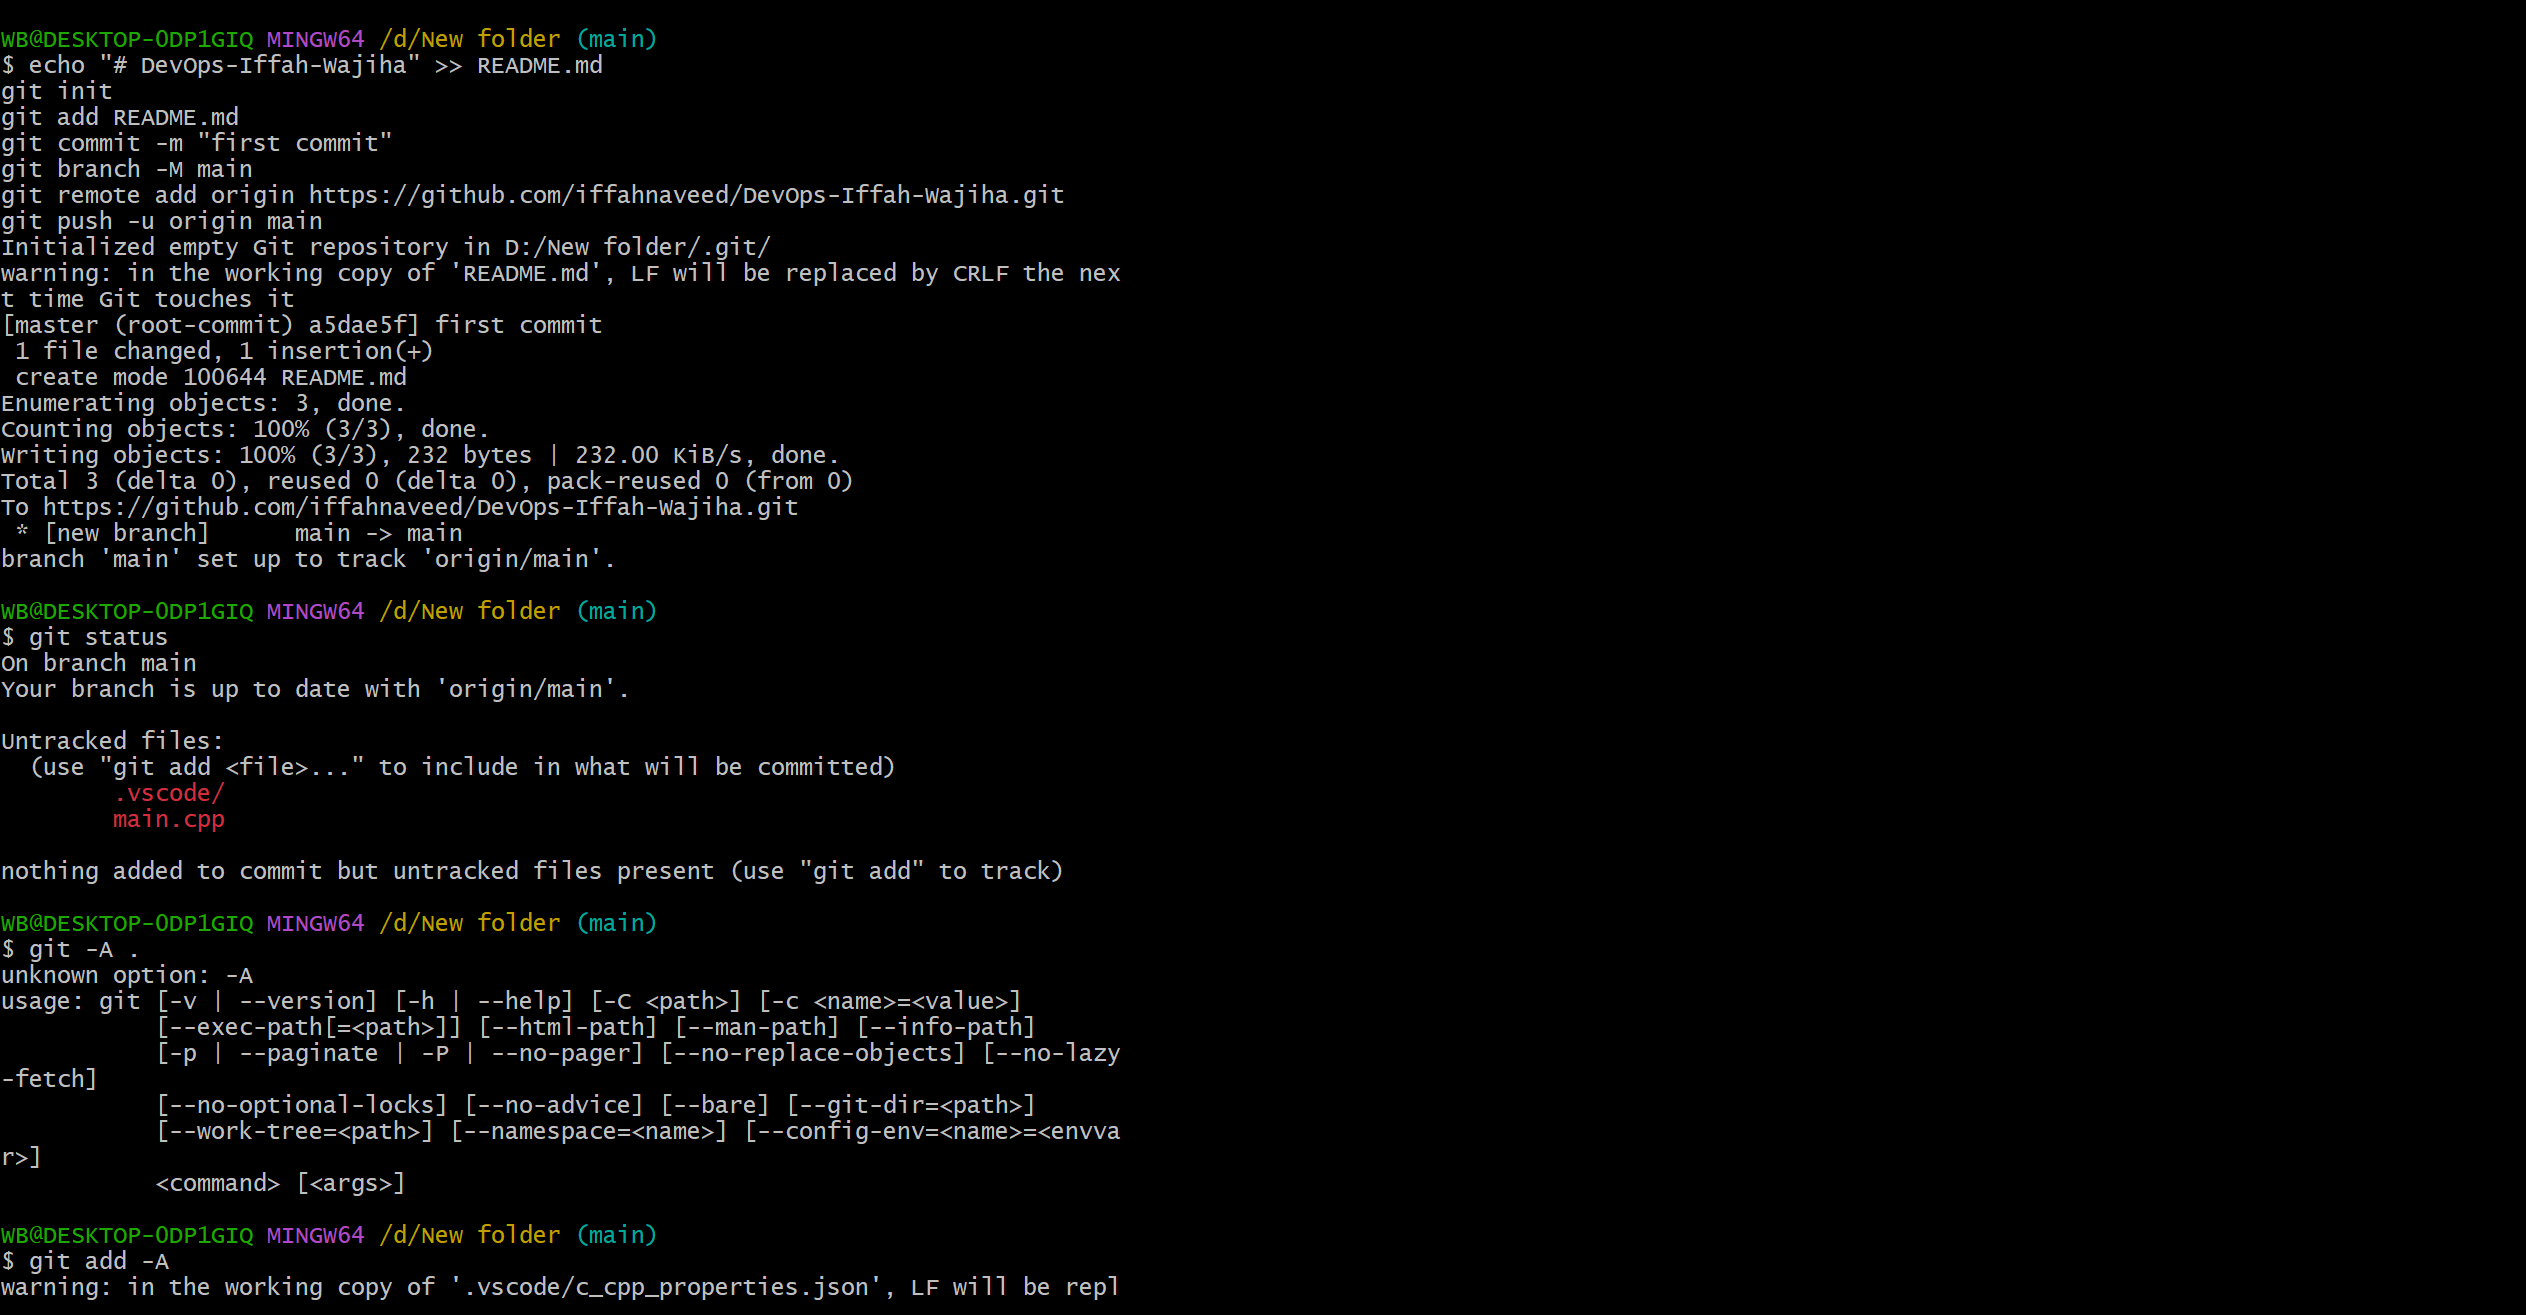 WB@DESKTOP-0DP1GIQ MINGW64 /d/New folder (main)
$ echo "# DevOps-Iffah-Wajiha" >> README.md
git init
git add README.md
git commit -m "first commit"
git branch -M main
git remote add origin https://github.com/iffahnaveed/DevOps-Iffah-Wajiha.git
git push -u origin main
Initialized empty Git repository in D:/New folder/.git/
warning: in the working copy of 'README.md', LF will be replaced by CRLF the nex
t time Git touches it
[master (root-commit) a5dae5f] first commit
 1 file changed, 1 insertion(+)
 create mode 100644 README.md
Enumerating objects: 3, done.
Counting objects: 100% (3/3), done.
Writing objects: 100% (3/3), 232 bytes | 232.00 KiB/s, done.
Total 3 (delta 0), reused 0 (delta 0), pack-reused 0 (from 0)
To https://github.com/iffahnaveed/DevOps-Iffah-Wajiha.git
 * [new branch]      main -> main
branch 'main' set up to track 'origin/main'.

WB@DESKTOP-0DP1GIQ MINGW64 /d/New folder (main)
$ git status
On branch main
Your branch is up to date with 'origin/main'.

Untracked files:
  (use "git add <file>..." to include in what will be committed)
        .vscode/
        main.cpp

nothing added to commit but untracked files present (use "git add" to track)

WB@DESKTOP-0DP1GIQ MINGW64 /d/New folder (main)
$ git -A .
unknown option: -A
usage: git [-v | --version] [-h | --help] [-C <path>] [-c <name>=<value>]
           [--exec-path[=<path>]] [--html-path] [--man-path] [--info-path]
           [-p | --paginate | -P | --no-pager] [--no-replace-objects] [--no-lazy
-fetch]
           [--no-optional-locks] [--no-advice] [--bare] [--git-dir=<path>]
           [--work-tree=<path>] [--namespace=<name>] [--config-env=<name>=<envva
r>]
           <command> [<args>]

WB@DESKTOP-0DP1GIQ MINGW64 /d/New folder (main)
$ git add -A
warning: in the working copy of '.vscode/c_cpp_properties.json', LF will be repl